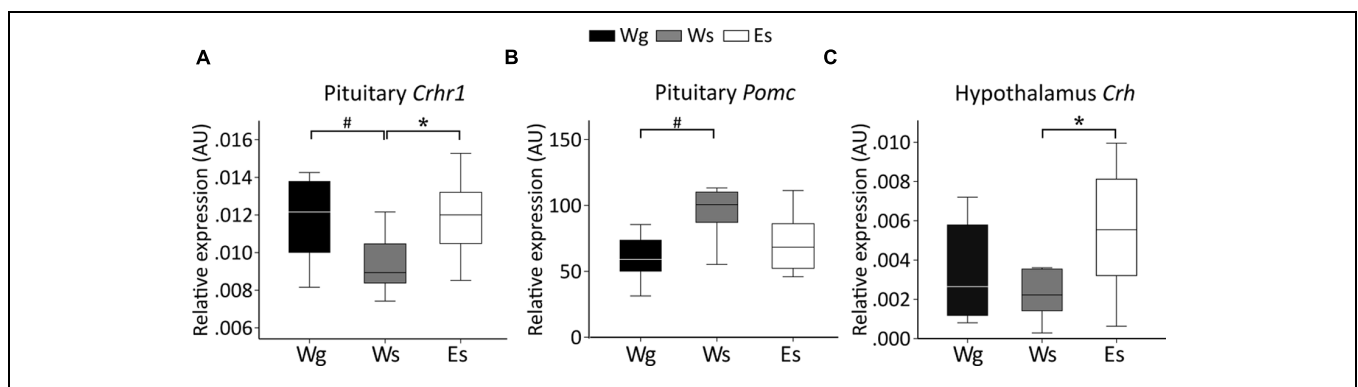 Wg Ws Es
A
Pituitary Crhr1
# *
Relative expression (AU)
.016
.014
.012
.010
.008
.006
Wg Ws Es
B
Pituitary Pomc
#
Relative expression (AU)
150
100
50
0
Wg Ws Es
C
Hypothalamus Crh
*
Relative expression (AU)
.010
.008
.006
.004
.002
.000
Wg Ws Es